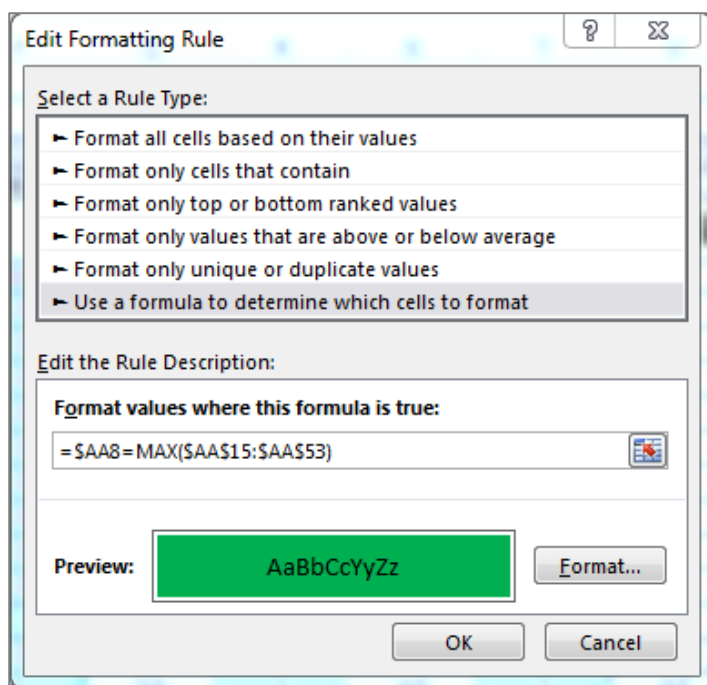 Edit Formatting Rule
Select a Rule Type:
► Format all cells based on their values
► Format only cells that contain
► Format only top or bottom ranked values
► Format only values that are above or below average
► Format only unique or duplicate values
► Use a formula to determine which cells to format
Edit the Rule Description:
Format values where this formula is true:
=$AA8=MAX($AA$15:$AA$53)
Preview:
AaBbCcYyZz
Format...
OK
Cancel